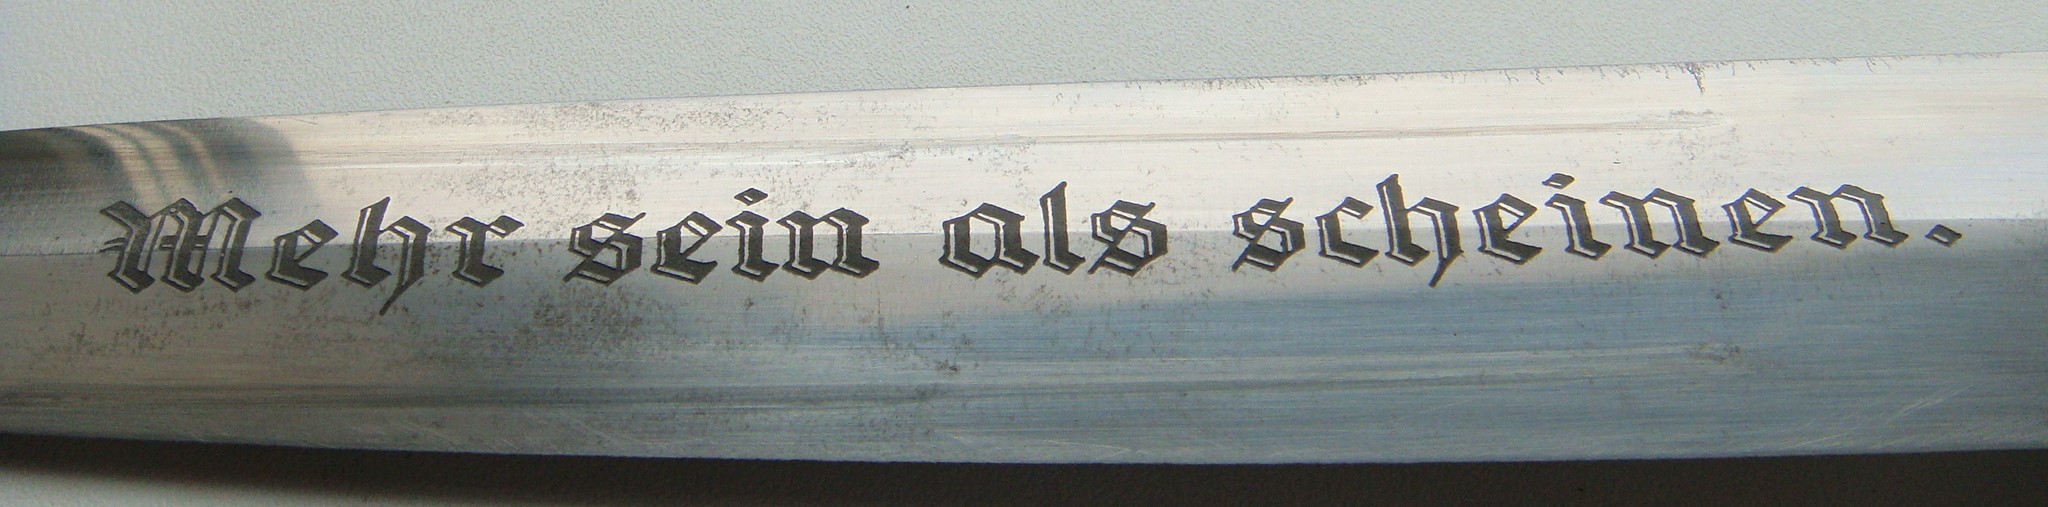 Mehr sein als scheinen.